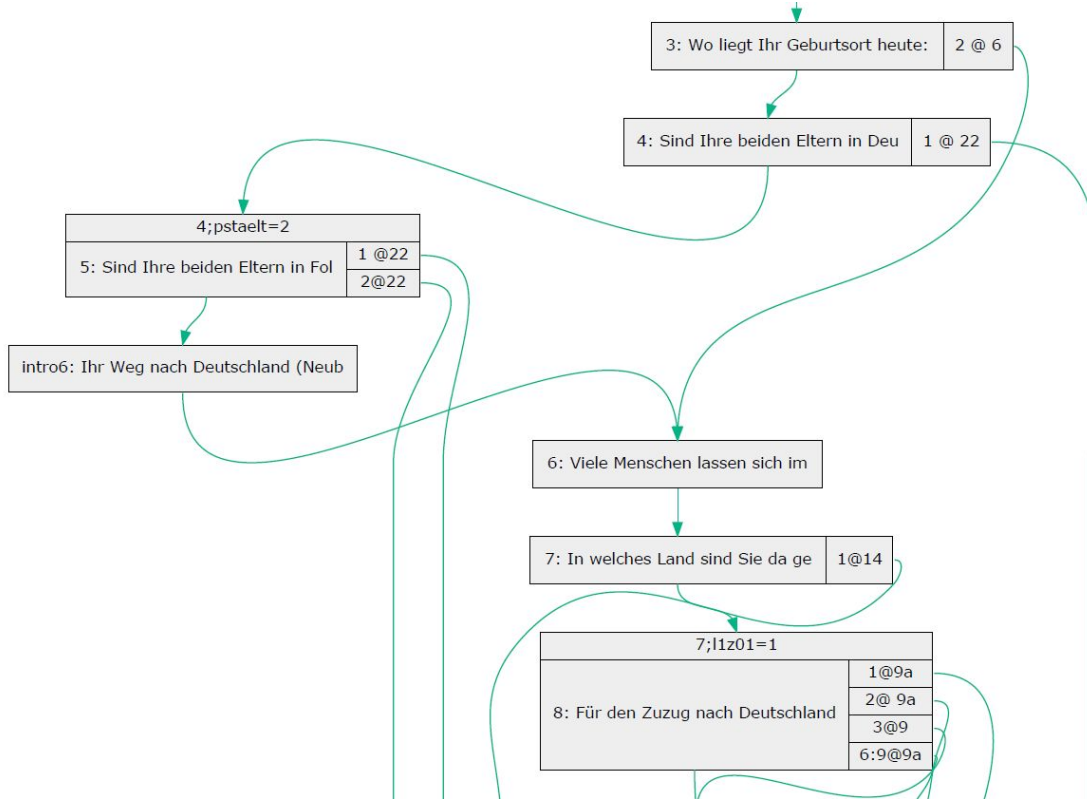 3: Wo liegt Ihr Geburtsort heute: 2 @ 6
4: Sind Ihre beiden Eltern in Deu 1 @ 22
4;pstaelt=2
5: Sind Ihre beiden Eltern in Fol
1 @22
2@22
intro6: Ihr Weg nach Deutschland (Neub
6: Viele Menschen lassen sich im
7: In welches Land sind Sie da ge 1@14
7;l1z01=1
8: Für den Zuzug nach Deutschland
1@9a
2@ 9a
3@9
6:9@9a